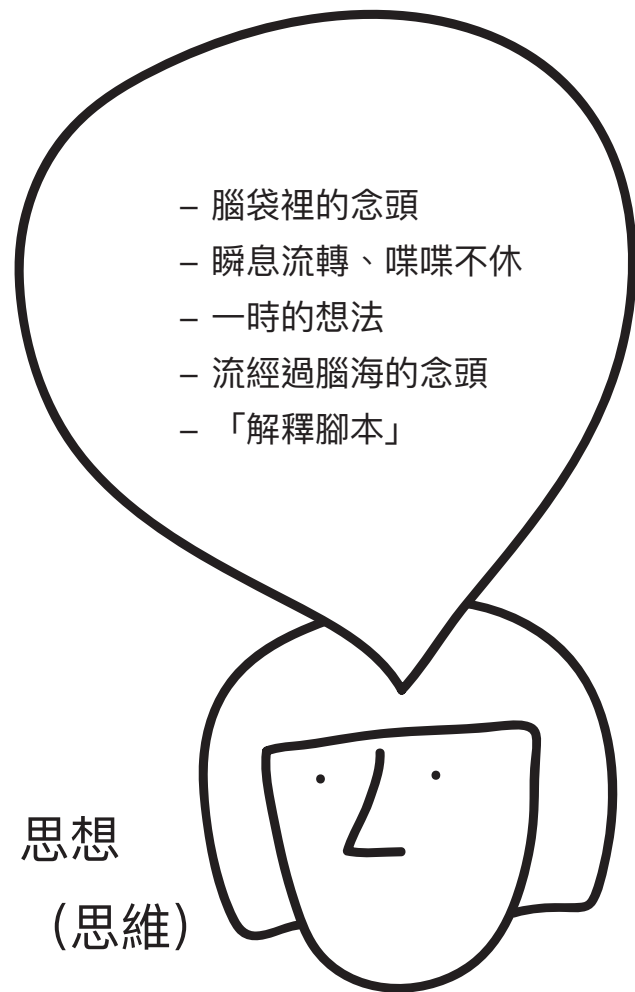 – 腦袋裡的念頭
– 瞬息流轉、喋喋不休
– 一時的想法
– 流經過腦海的念頭
– 「解釋腳本」
思想
（思維）